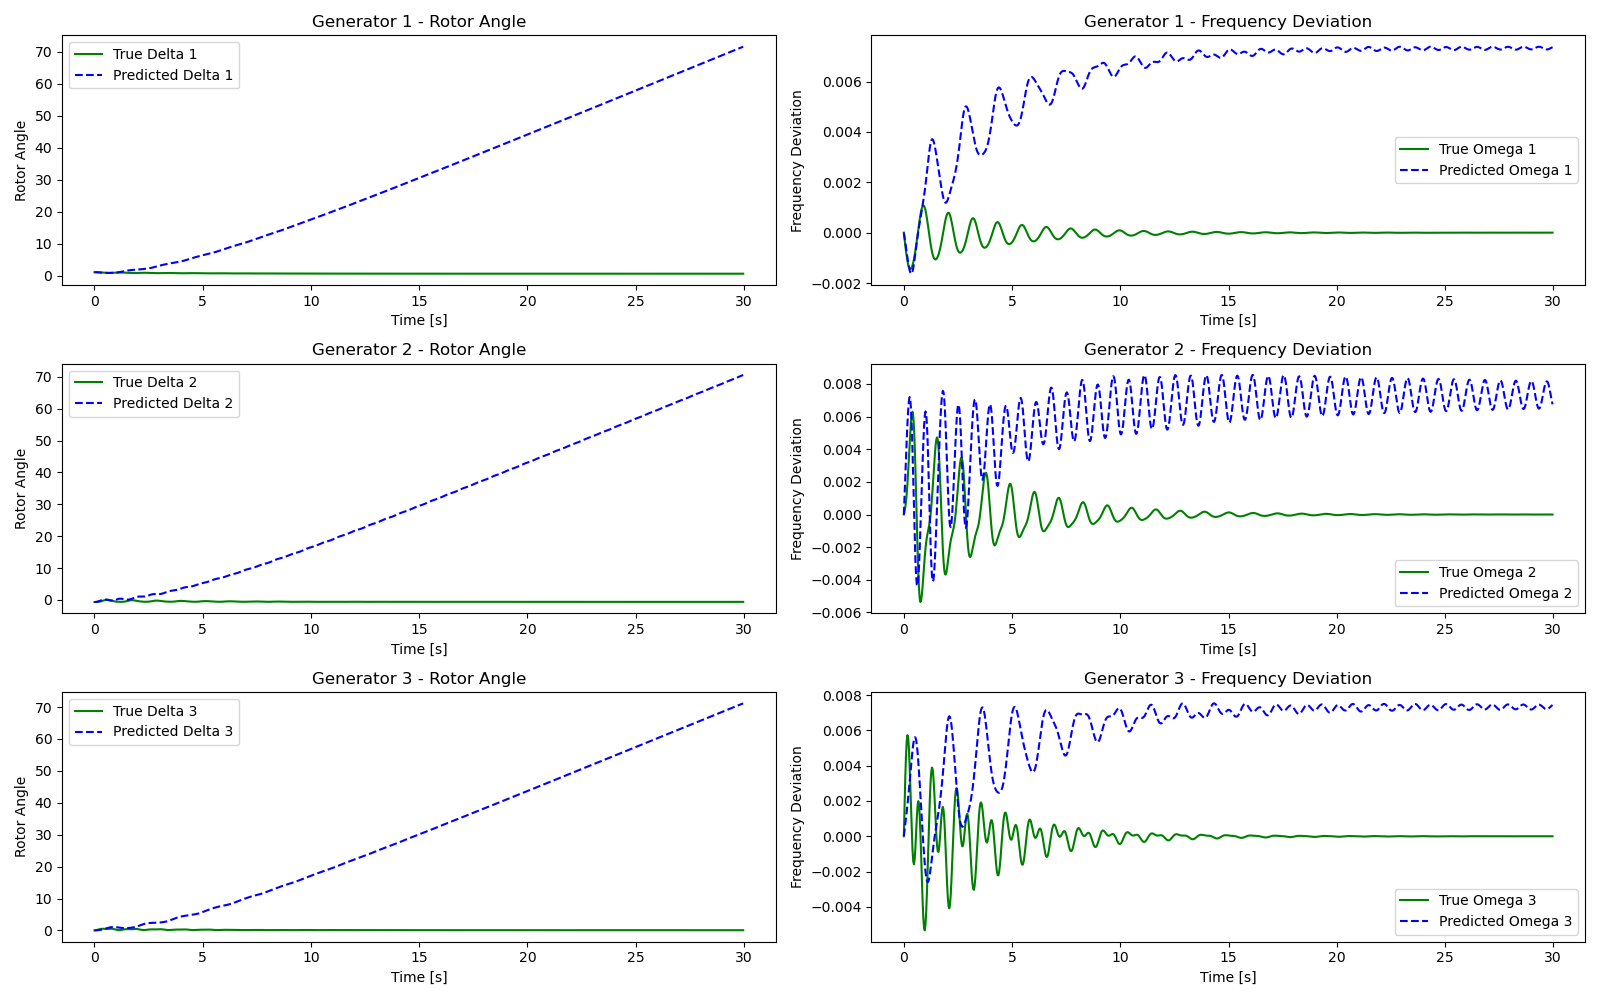 Generator 1 - Rotor Angle
True Delta 1
Predicted Delta 1
Rotor Angle
70
60
50
40
30
20
10
0
0 5 10 15 20 25 30
Time [s]
Generator 1 - Frequency Deviation
True Omega 1
Predicted Omega 1
Frequency Deviation
0.006
0.004
0.002
0.000
−0.002
0 5 10 15 20 25 30
Time [s]
Generator 2 - Rotor Angle
True Delta 2
Predicted Delta 2
Rotor Angle
70
60
50
40
30
20
10
0
0 5 10 15 20 25 30
Time [s]
Generator 2 - Frequency Deviation
True Omega 2
Predicted Omega 2
Frequency Deviation
0.008
0.006
0.004
0.002
0.000
−0.002
−0.004
−0.006
0 5 10 15 20 25 30
Time [s]
Generator 3 - Rotor Angle
True Delta 3
Predicted Delta 3
Rotor Angle
70
60
50
40
30
20
10
0
0 5 10 15 20 25 30
Time [s]
Generator 3 - Frequency Deviation
True Omega 3
Predicted Omega 3
Frequency Deviation
0.008
0.006
0.004
0.002
0.000
−0.002
−0.004
0 5 10 15 20 25 30
Time [s]